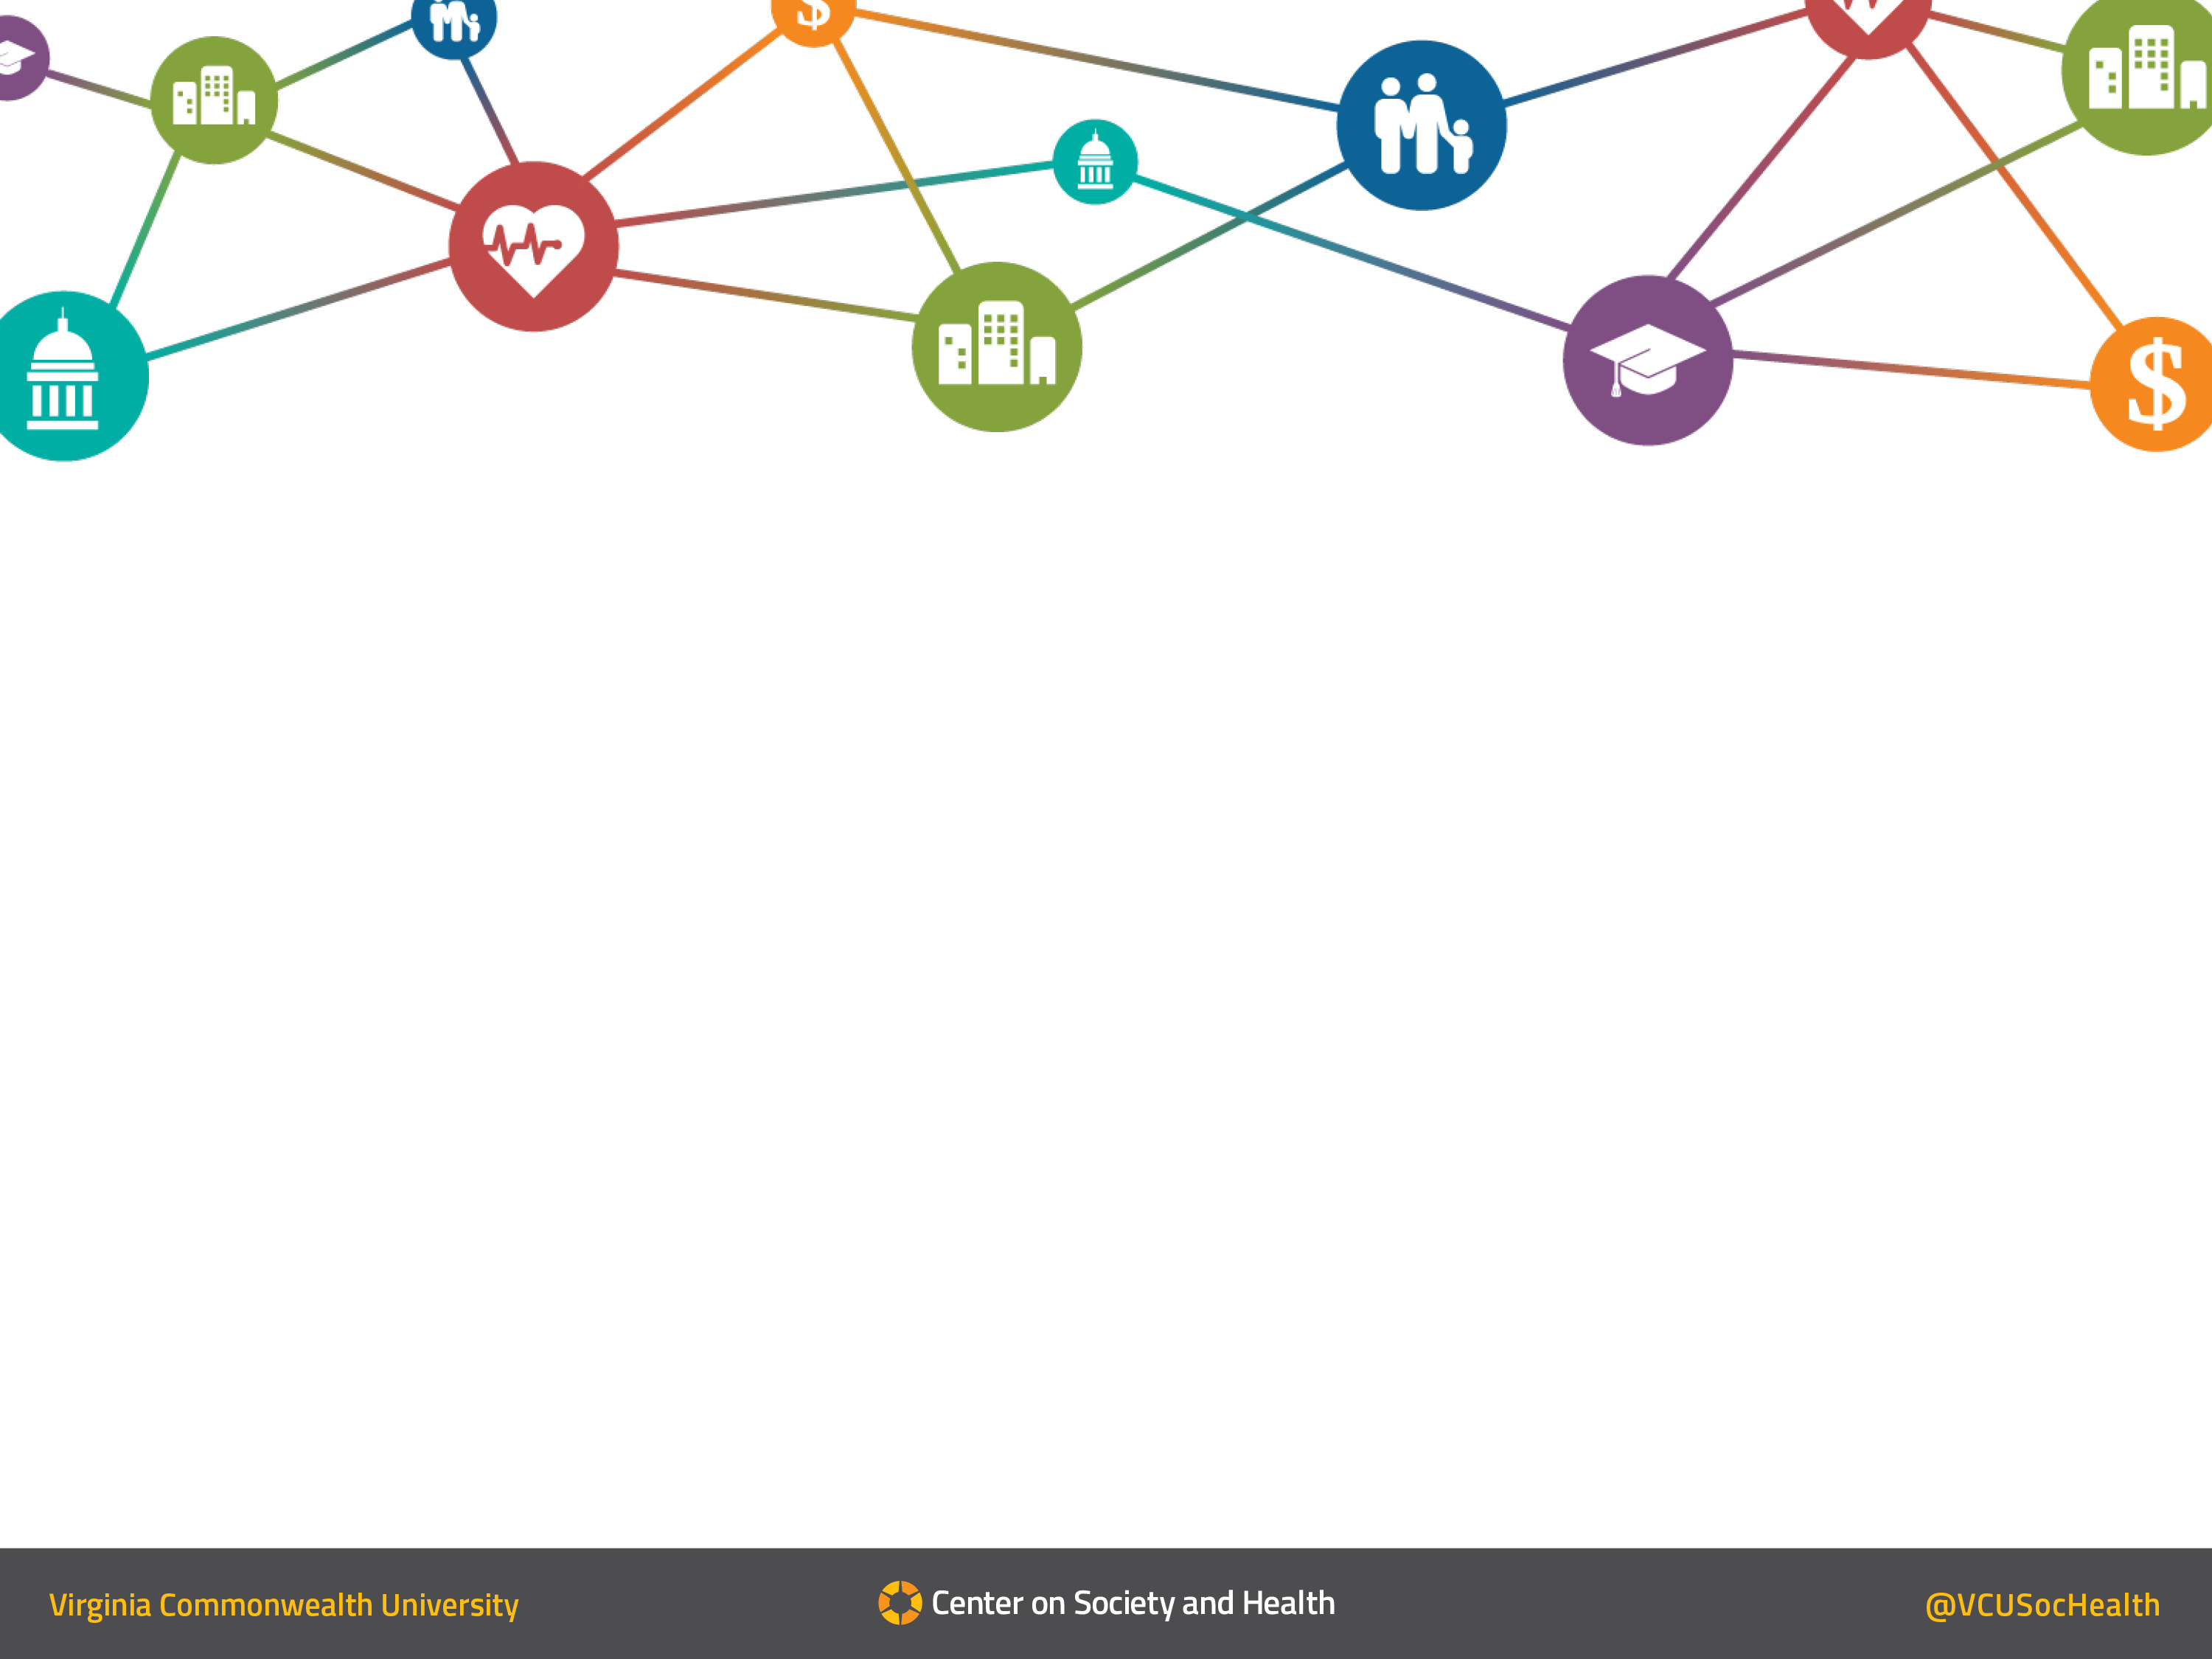 $
$
Virginia Commonwealth University
Center on Society and Health
@VCUSocHealth